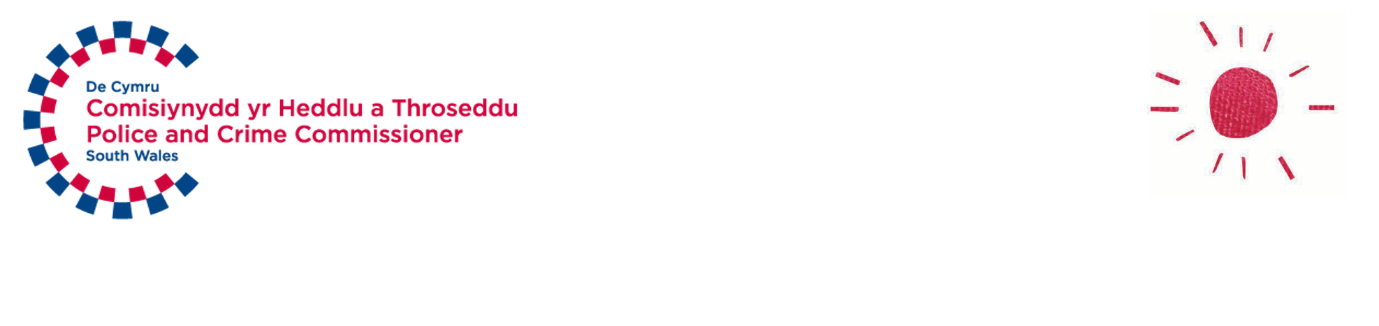 De Cymru
Comisiynydd yr Heddlu a Throseddu
Police and Crime Commissioner
South Wales